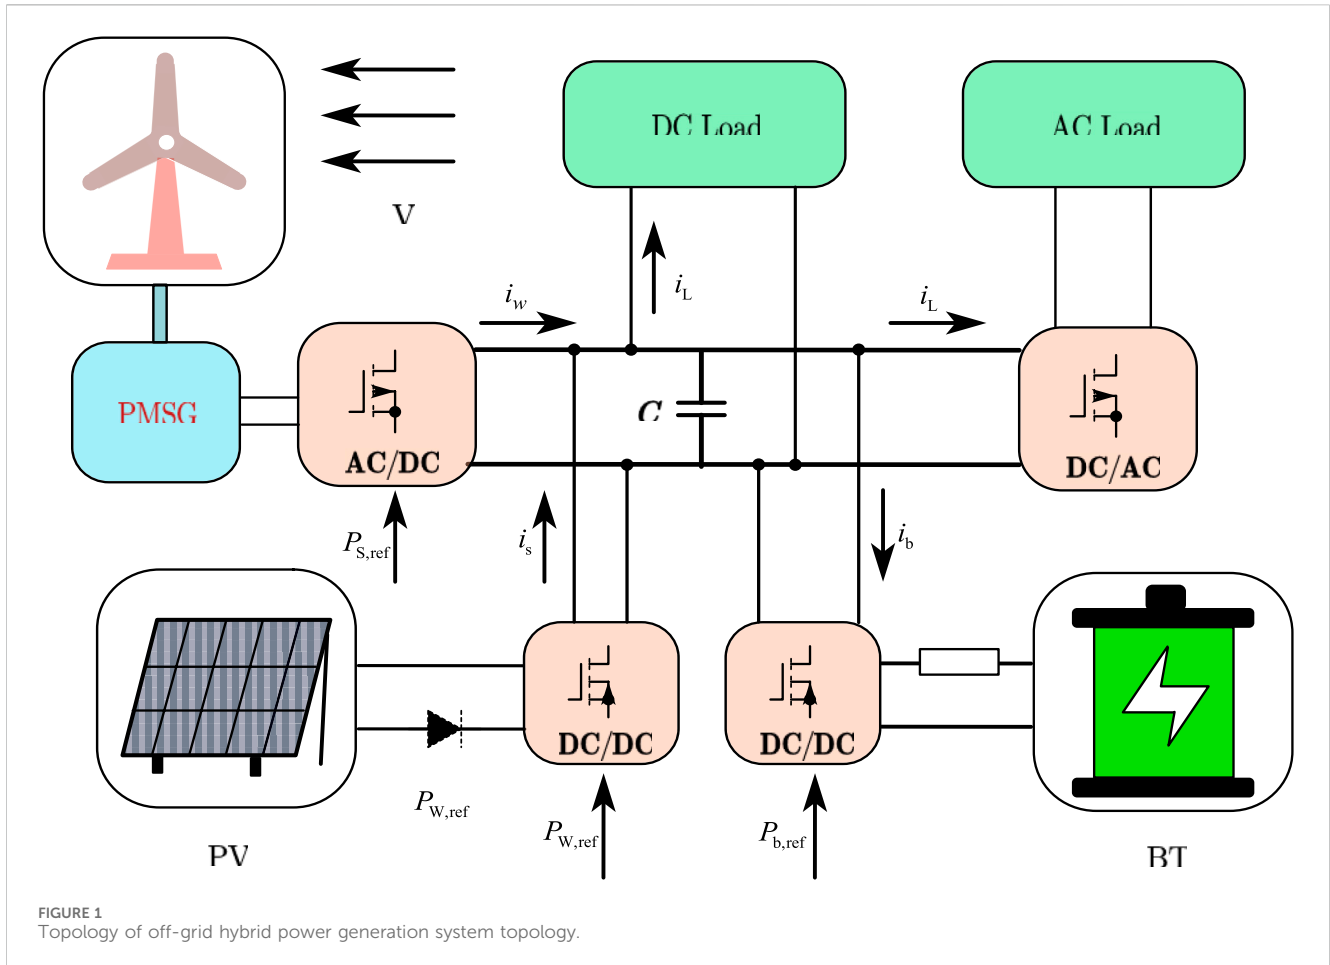 DC Load
AC Load
V
i_L
i_w
i_L
PMSG
C
AC/DC
DC/AC
P_S,ref
i_s
i_b
DC/DC
DC/DC
P_W,ref
P_W,ref
P_b,ref
PV
BT
FIGURE 1
Topology of off-grid hybrid power generation system topology.